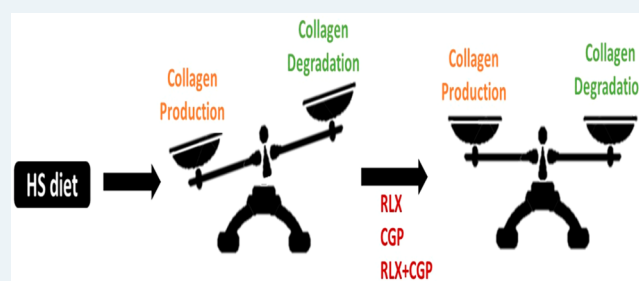 HS diet
Collagen
Production
Collagen
Degradation
RLX
CGP
RLX+CGP
Collagen
Production
Collagen
Degradatio